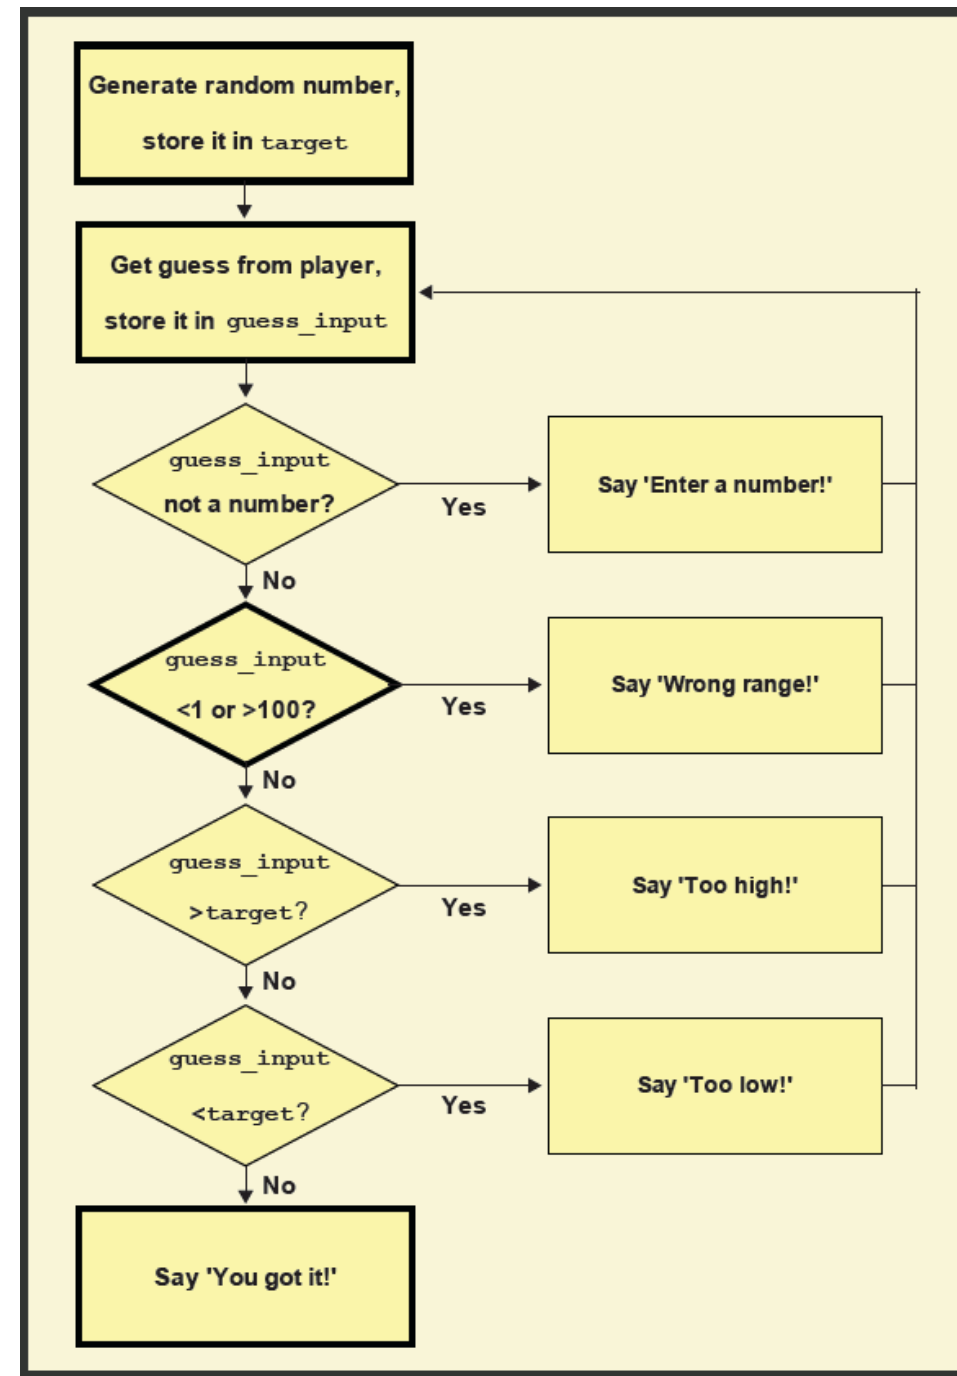 Generate random number,
store it in target
Get guess from player,
store it in guess_input
guess_input
not a number?
Yes
Say 'Enter a number!'
No
guess_input
<1 or >100?
Yes
Say 'Wrong range!'
No
guess_input
>target?
Yes
Say 'Too high!'
No
guess_input
<target?
Yes
Say 'Too low!'
No
Say 'You got it!'